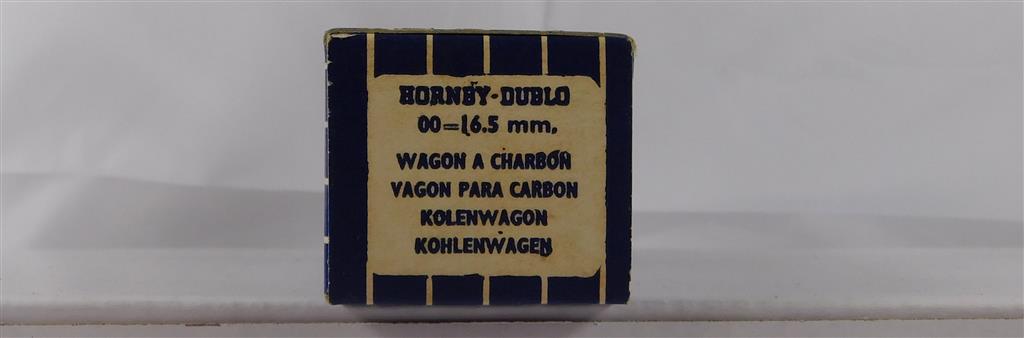 HORNBY-DUBLO
00=16.5 mm.
WAGON A CHARBON
VAGON PARA CARBON
KOLENWAGON
KOHLENWAGEN